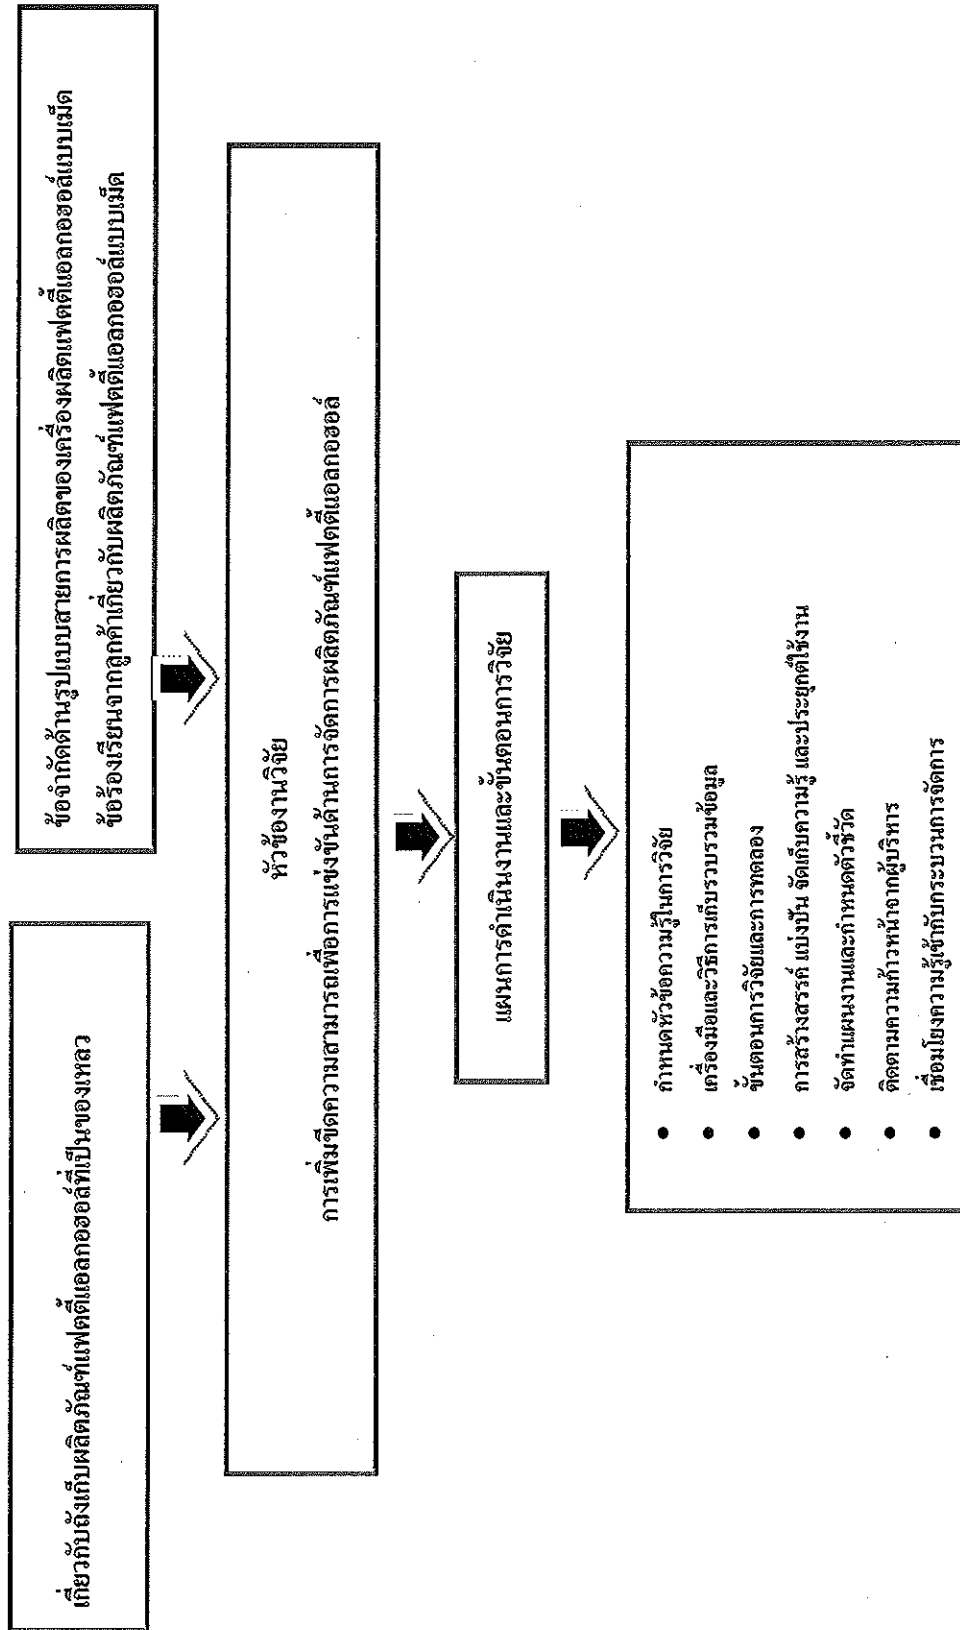 เกี่ยวกับถังเก็บผลิตภัณฑ์แฟตตี้แอลกอฮอล์ที่เป็นของเหลว
ข้อจำกัดด้านรูปแบบสายการผลิตของเครื่องผลิตแฟตตี้แอลกอฮอล์แบบเม็ด
ข้อร้องเรียนจากลูกค้าเกี่ยวกับผลิตภัณฑ์แฟตตี้แอลกอฮอล์แบบเม็ด
หัวข้องานวิจัย
การเพิ่มขีดความสามารถเพื่อการแข่งขันด้านการจัดการผลิตภัณฑ์แฟตตี้แอลกอฮอล์
แผนการดำเนินงานและขั้นตอนการวิจัย
• กำหนดหัวข้อความรู้ในการวิจัย
• เครื่องมือและวิธีการเก็บรวบรวมข้อมูล
• ขั้นตอนการวิจัยและการทดลอง
• การสร้างสรรค์ แบ่งปัน จัดเก็บความรู้ และประยุกต์ใช้งาน
• จัดทำแผนงานและกำหนดตัวชี้วัด
• ติดตามความก้าวหน้าจากผู้บริหาร
• เชื่อมโยงความรู้เข้ากับกระบวนการจัดการ